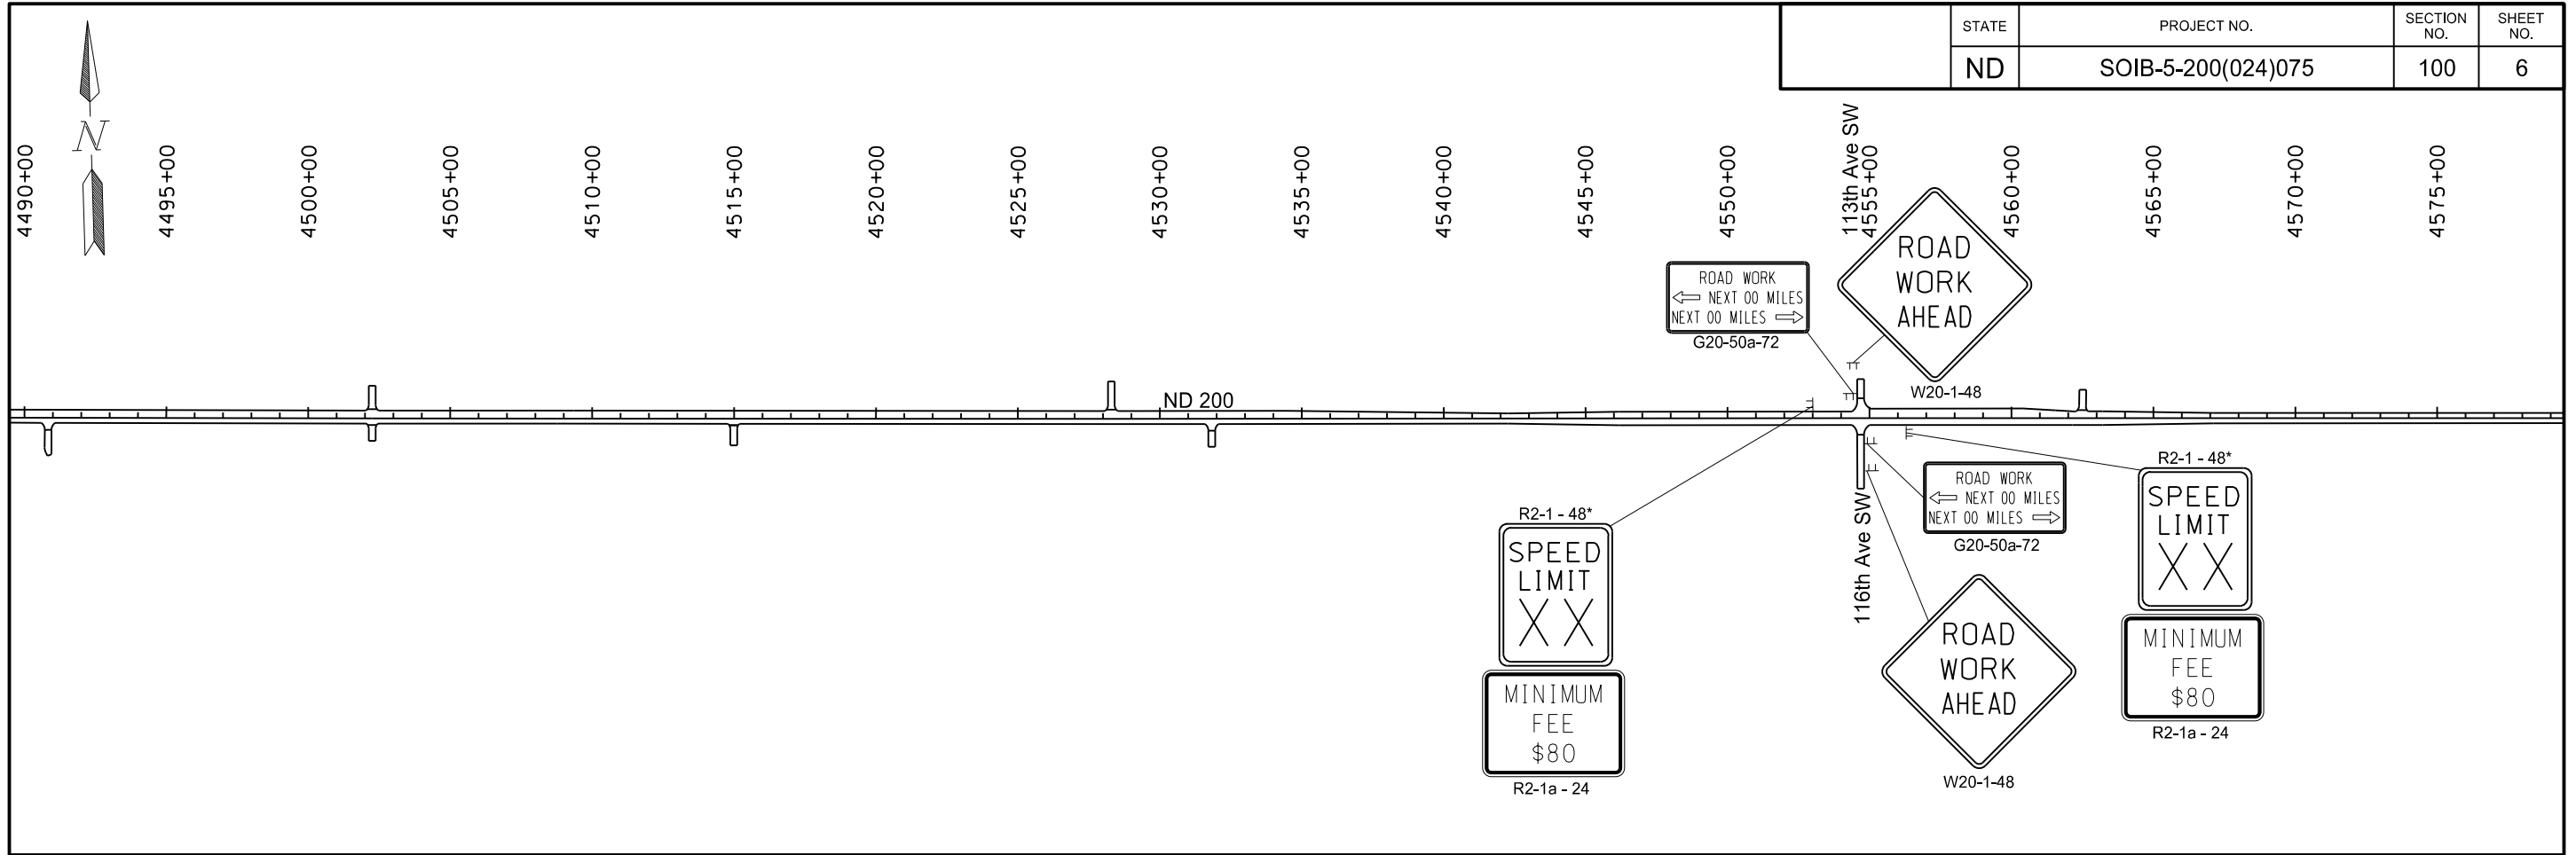 STATE
PROJECT NO.
SECTION NO.
SHEET NO.
ND
SOIB-5-200(024)075
100
6
N
4490+00
4495+00
4500+00
4505+00
4510+00
4515+00
4520+00
4525+00
4530+00
4535+00
4540+00
4545+00
4550+00
113th Ave SW
4555+00
4560+00
4565+00
4570+00
4575+00
ROAD WORK
NEXT 00 MILES
NEXT 00 MILES
G20-50a-72
ROAD
WORK
AHEAD
W20-1-48
ND 200
R2-1 - 48*
SPEED
LIMIT
XX
MINIMUM
FEE
$80
R2-1a - 24
116th Ave SW
ROAD WORK
NEXT 00 MILES
NEXT 00 MILES
G20-50a-72
ROAD
WORK
AHEAD
W20-1-48
R2-1 - 48*
SPEED
LIMIT
XX
MINIMUM
FEE
$80
R2-1a - 24